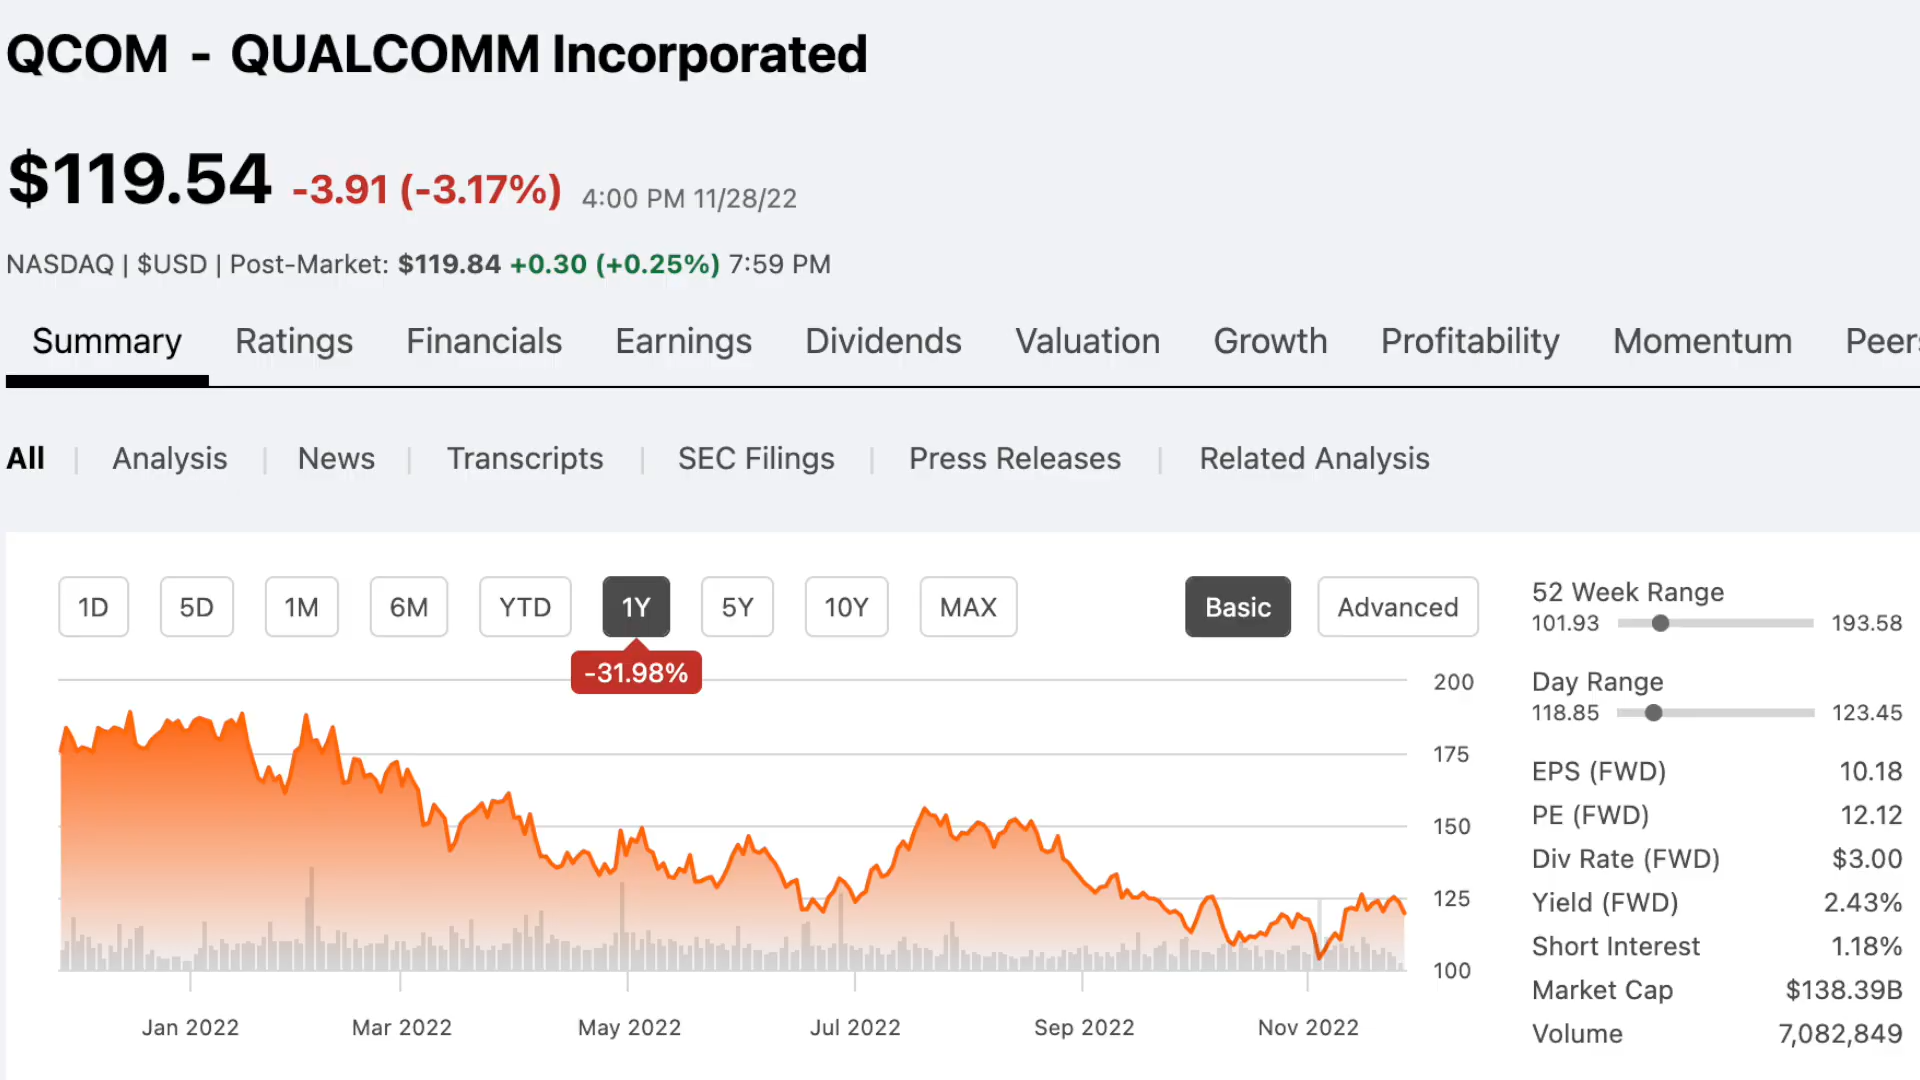 QCOM - QUALCOMM Incorporated
$119.54 -3.91 (-3.17%) 4:00 PM 11/28/22
NASDAQ | $USD | Post-Market: $119.84 +0.30 (+0.25%) 7:59 PM
Summary Ratings Financials Earnings Dividends Valuation Growth Profitability Momentum Peers
All | Analysis | News | Transcripts | SEC Filings | Press Releases | Related Analysis
1D 5D 1M 6M YTD 1Y 5Y 10Y MAX Basic Advanced
-31.98%
200
175
150
125
100
Jan 2022 Mar 2022 May 2022 Jul 2022 Sep 2022 Nov 2022
52 Week Range
101.93 193.58
Day Range
118.85 123.45
EPS (FWD) 10.18
PE (FWD) 12.12
Div Rate (FWD) $3.00
Yield (FWD) 2.43%
Short Interest 1.18%
Market Cap $138.39B
Volume 7,082,849